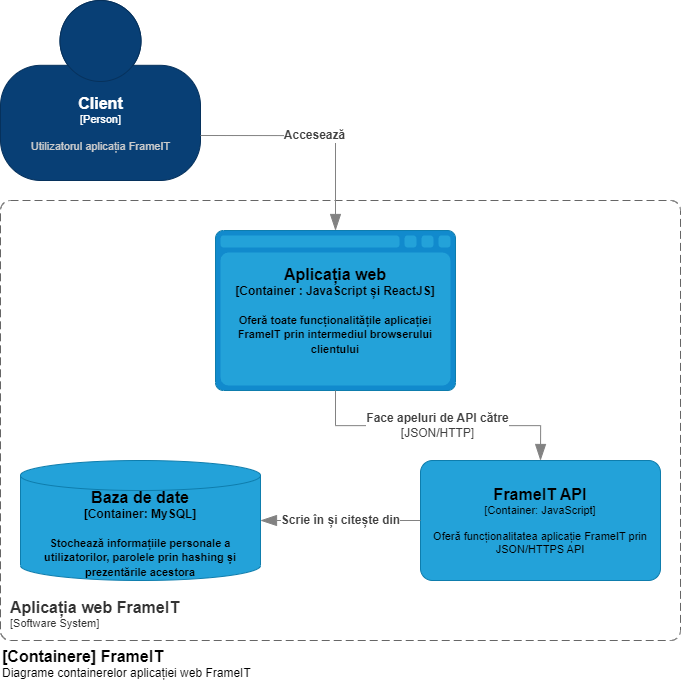 Client
[Person]
Utilizatorul aplicația FrameIT
Accesează
Aplicația web
[Container : JavaScript și ReactJS]
Oferă toate funcționalitățile aplicației
FrameIT prin intermediul browserului
clientului
Face apeluri de API către
[JSON/HTTP]
Baza de date
[Container: MySQL]
Stochează informațiile personale a
utilizatorilor, parolele prin hashing și
prezentările acestora
Scrie în și citește din
FrameIT API
[Container: JavaScript]
Oferă funcționalitatea aplicație FrameIT prin
JSON/HTTPS API
Aplicația web FrameIT
[Software System]
[Containere] FrameIT
Diagrame containerelor aplicației web FrameIT